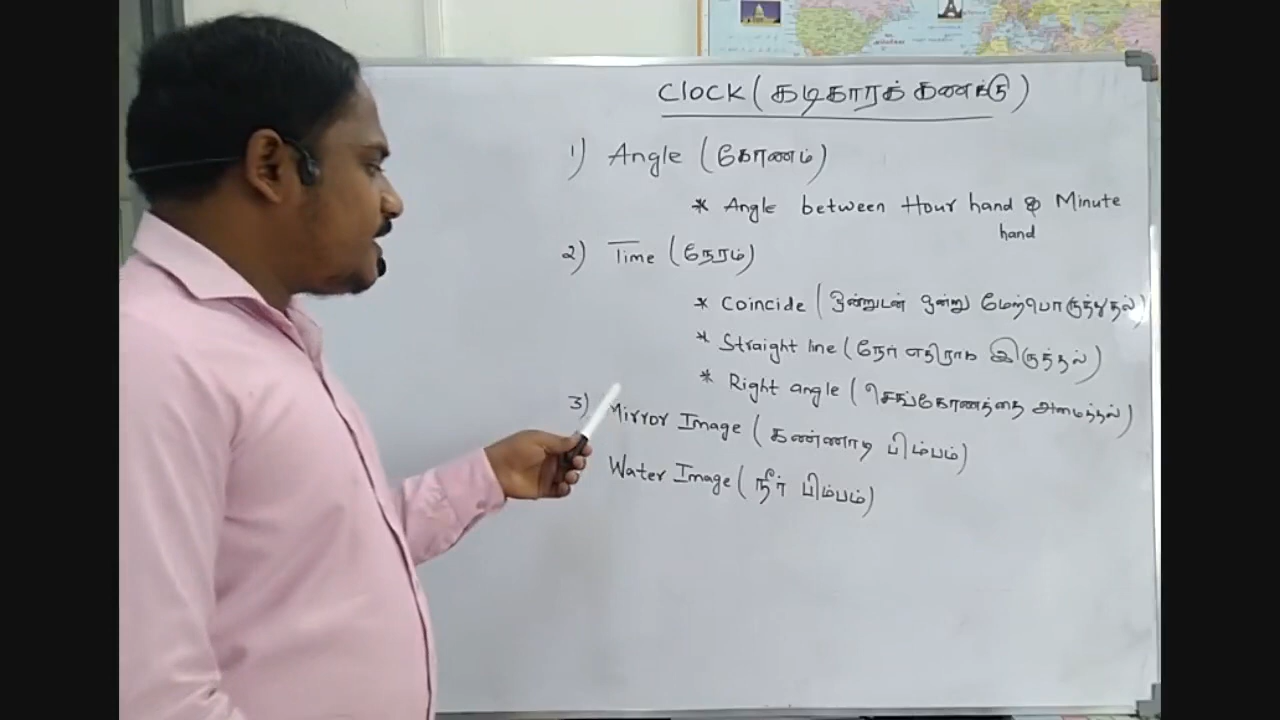 Clock (கடிகாரக் கணக்கு)
1) Angle (கோணம்)
* Angle between Hour hand & Minute
hand
2) Time (நேரம்)
* Coincide (ஒன்றுடன் ஒன்று மேற்பொருந்துதல்)
* Straight line (நேர் எதிராக இருத்தல்)
* Right angle (செங்கோணத்தை அமைத்தல்)
3) Mirror Image (கண்ணாடி பிம்பம்)
Water Image (நீர் பிம்பம்)